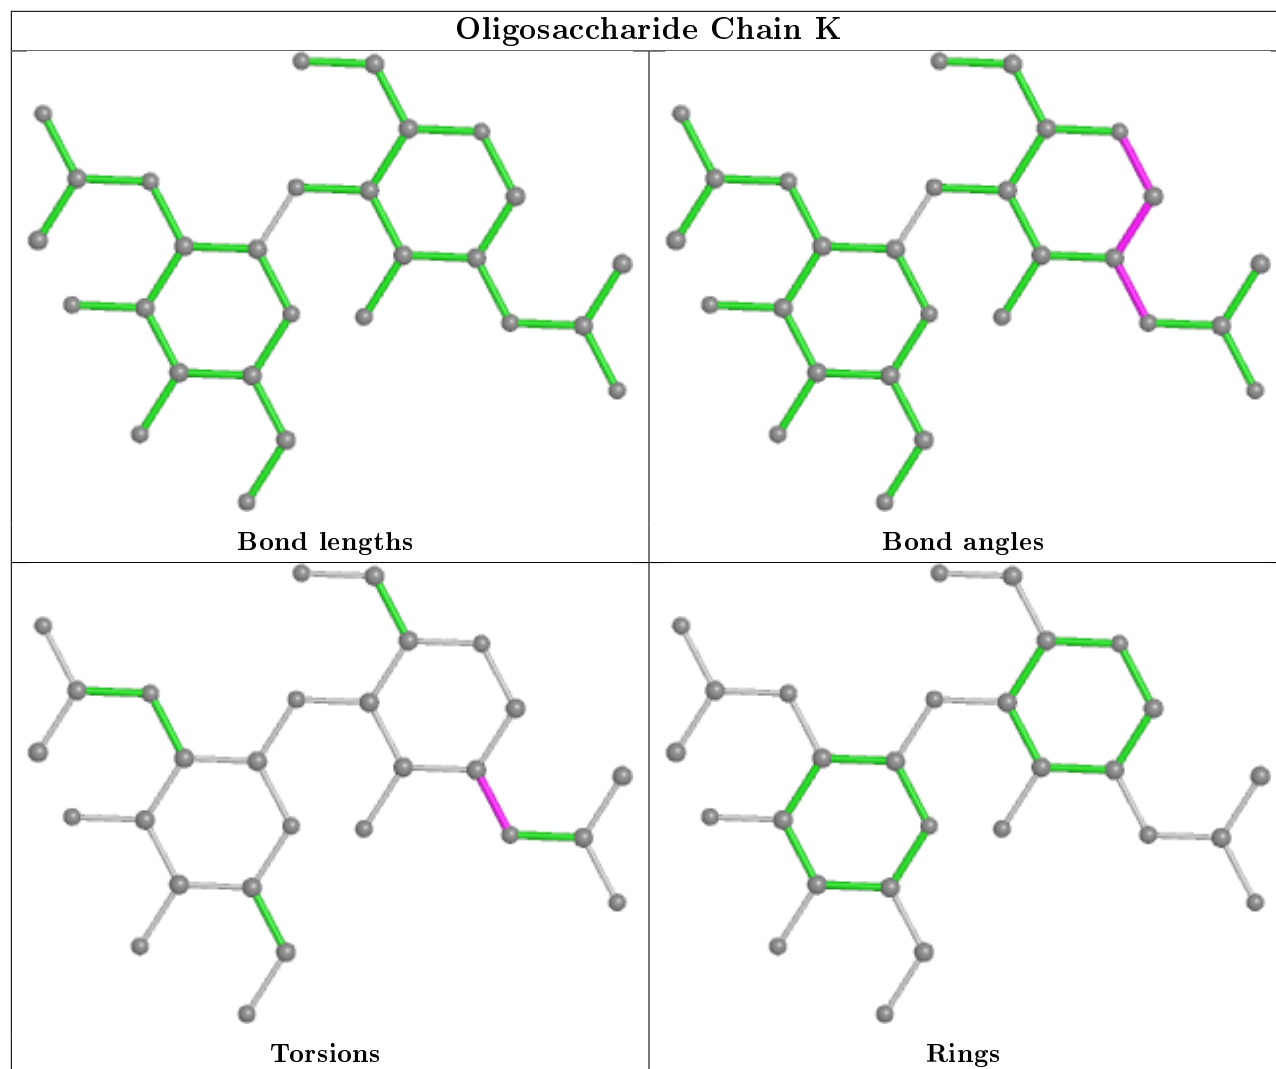 Oligosaccharide Chain K
Bond lengths
Bond angles
Torsions
Rings